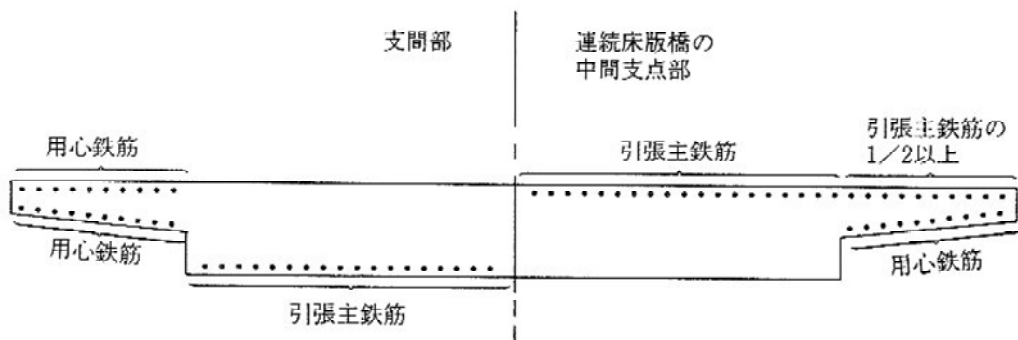 支間部
連続床版橋の
中間支点部
用心鉄筋
引張主鉄筋
引張主鉄筋の
1/2以上
用心鉄筋
引張主鉄筋
用心鉄筋